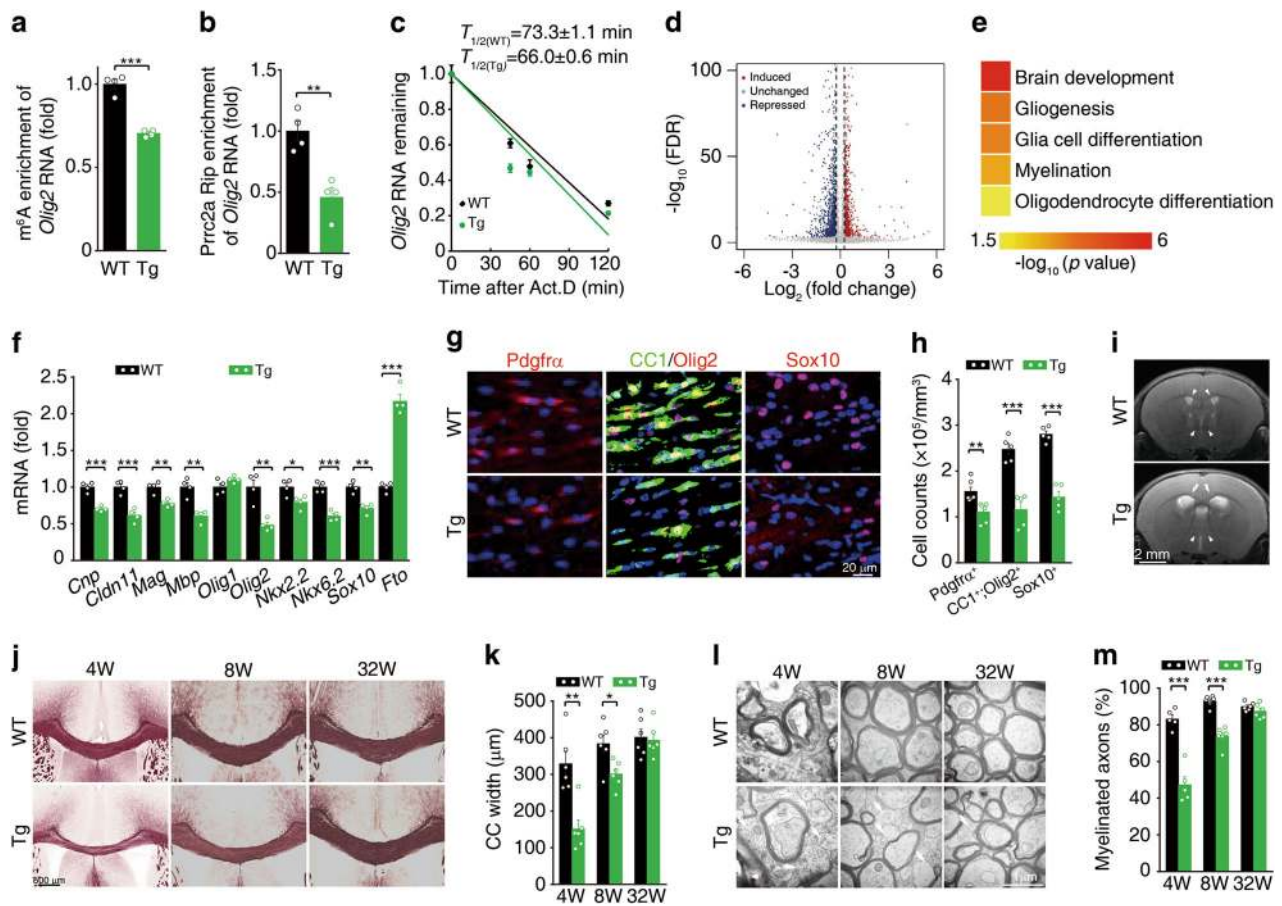 a
m⁶A enrichment of
Olig2 RNA (fold)
1.0
0.5
0
***
WT Tg
b
Prrc2a Rip enrichment
of Olig2 RNA (fold)
1.5
1.0
0.5
0
**
WT Tg
c
T1/2(WT)=73.3±1.1 min
T1/2(Tg)=66.0±0.6 min
Olig2 RNA remaining
1.0
0.8
0.6
0.4
0.2
0
WT
Tg
0 30 60 90 120
Time after Act.D (min)
d
-log10 (FDR)
100
50
0
Induced
Unchanged
Repressed
-6 -3 0 3 6
Log2 (fold change)
e
Brain development
Gliogenesis
Glia cell differentiation
Myelination
Oligodendrocyte differentiation
1.5 6
-log10 (p value)
f
mRNA (fold)
WT Tg
2.5
2.0
1.5
1.0
0.5
0
*** *** ** ** ** * *** ** ***
Cnp Cldn11 Mag Mbp Olig1 Olig2 Nkx2.2 Nkx6.2 Sox10 Fto
g
Pdgfrα CC1/Olig2 Sox10
WT
Tg
20 μm
h
Cell counts (×10⁵/mm³)
WT Tg
4
3
2
1
0
** *** ***
Pdgfrα⁺ CC1⁺;Olig2⁺ Sox10⁺
i
WT
Tg
2 mm
j
4W 8W 32W
WT
Tg
500 μm
k
CC width (μm)
WT Tg
500
400
300
200
100
0
** *
4W 8W 32W
l
4W 8W 32W
WT
Tg
1μm
m
Myelinated axons (%)
WT Tg
100
80
60
40
20
0
*** ***
4W 8W 32W